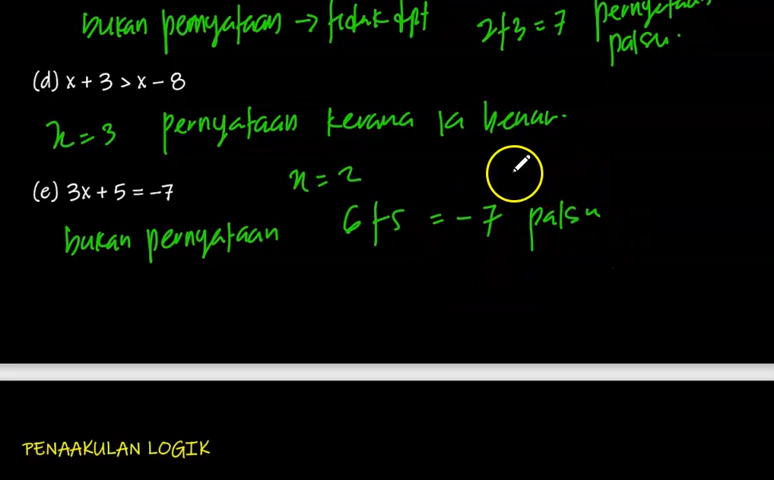 bukan pernyataan → tidak dpt
2+3 = 7 pernyataan
palsu.
(d) x + 3 > x − 8
x = 3 pernyataan kerana ia benar.
x = 2
(e) 3x + 5 = −7
bukan pernyataan 6+5 = −7 palsu
PENAAKULAN LOGIK